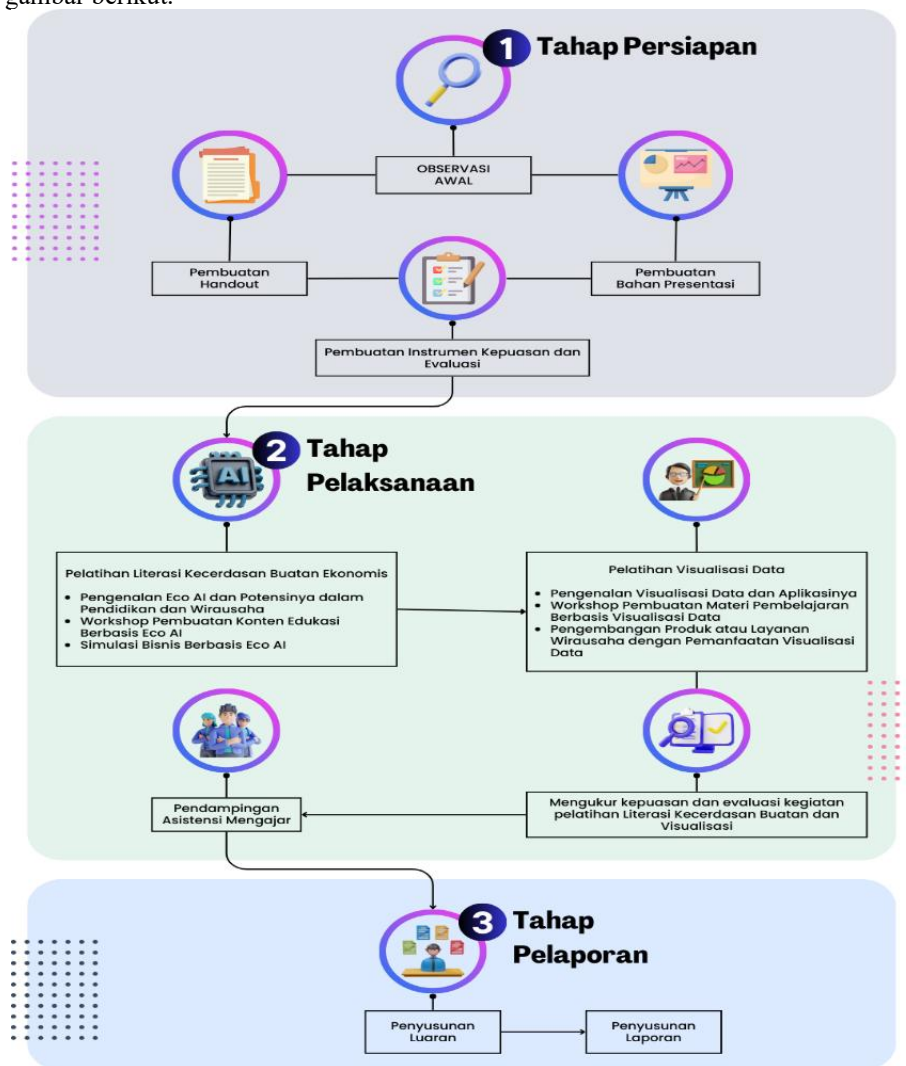 gambar berikut.
1 Tahap Persiapan
OBSERVASI
AWAL
Pembuatan
Handout
Pembuatan
Bahan Presentasi
Pembuatan Instrumen Kepuasan dan
Evaluasi
2 Tahap
Pelaksanaan
AI
Pelatihan Literasi Kecerdasan Buatan Ekonomis
• Pengenalan Eco AI dan Potensinya dalam
Pendidikan dan Wirausaha
• Workshop Pembuatan Konten Edukasi
Berbasis Eco AI
• Simulasi Bisnis Berbasis Eco AI
Pelatihan Visualisasi Data
• Pengenalan Visualisasi Data dan Aplikasinya
• Workshop Pembuatan Materi Pembelajaran
Berbasis Visualisasi Data
• Pengembangan Produk atau Layanan
Wirausaha dengan Pemanfaatan Visualisasi
Data
Mengukur kepuasan dan evaluasi kegiatan
pelatihan Literasi Kecerdasan Buatan dan
Visualisasi
Pendampingan
Asistensi Mengajar
3 Tahap
Pelaporan
Penyusunan
Luaran
Penyusunan
Laporan